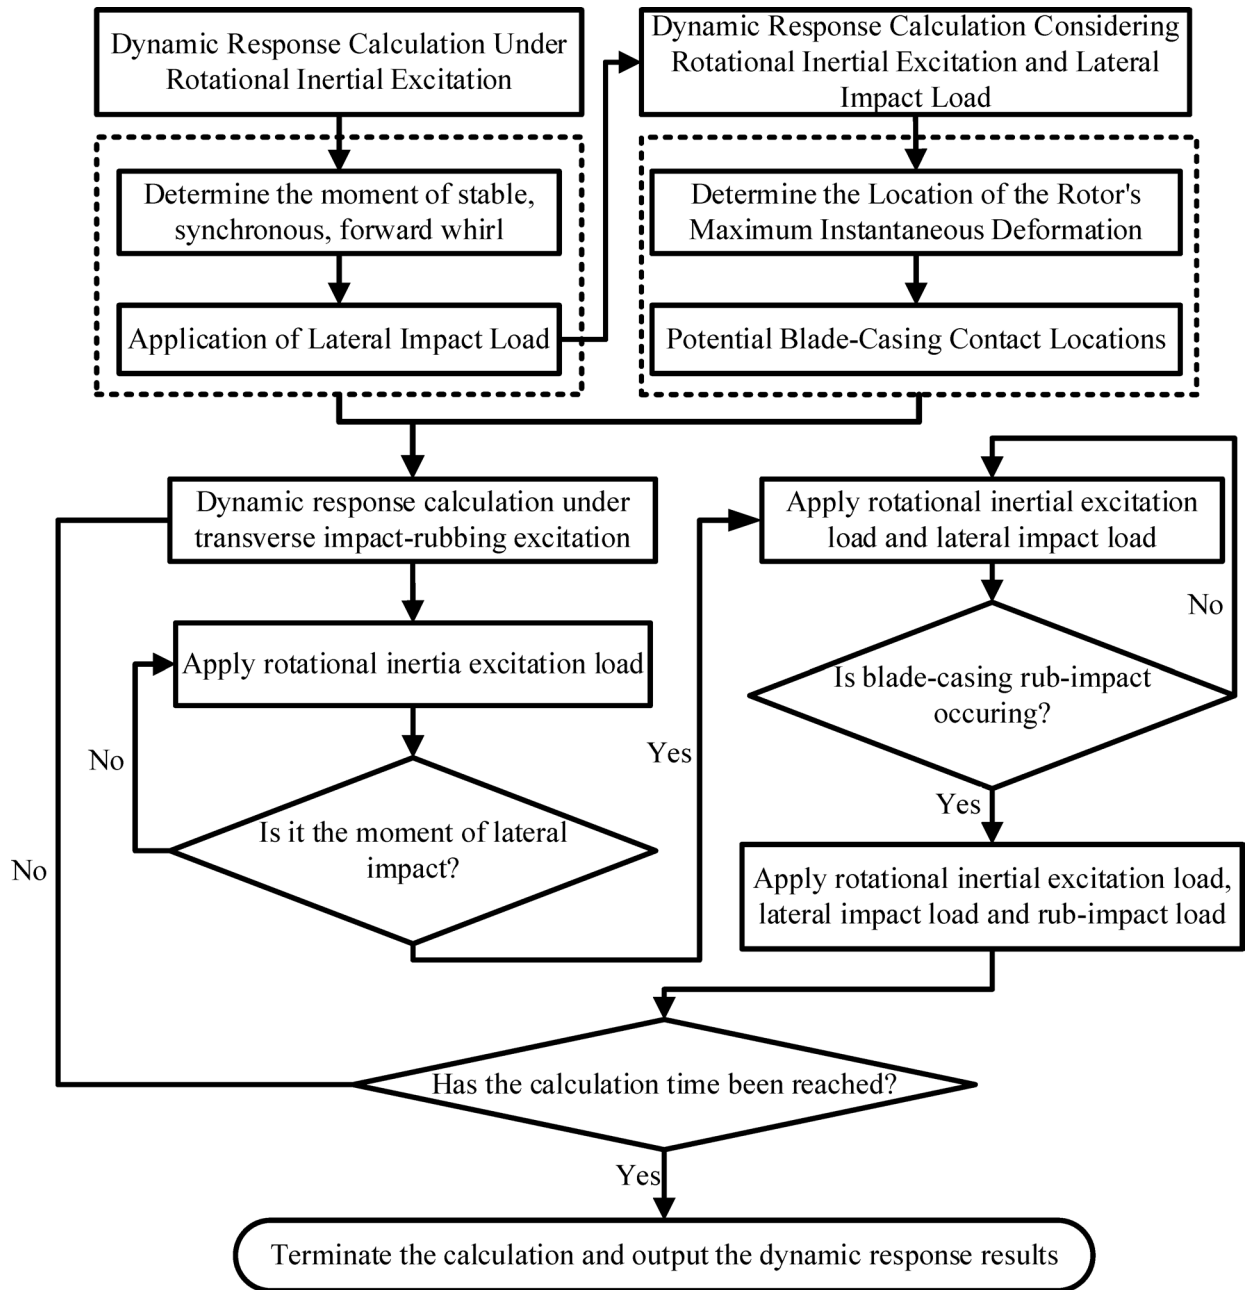 Dynamic Response Calculation Under
Rotational Inertial Excitation
Determine the moment of stable,
synchronous, forward whirl
Application of Lateral Impact Load
Dynamic Response Calculation Considering
Rotational Inertial Excitation and Lateral
Impact Load
Determine the Location of the Rotor's
Maximum Instantaneous Deformation
Potential Blade-Casing Contact Locations
Dynamic response calculation under
transverse impact-rubbing excitation
Apply rotational inertia excitation load
No
Is it the moment of lateral
impact?
Yes
Apply rotational inertial excitation
load and lateral impact load
No
Is blade-casing rub-impact
occuring?
Yes
Apply rotational inertial excitation load,
lateral impact load and rub-impact load
No
Has the calculation time been reached?
Yes
Terminate the calculation and output the dynamic response results